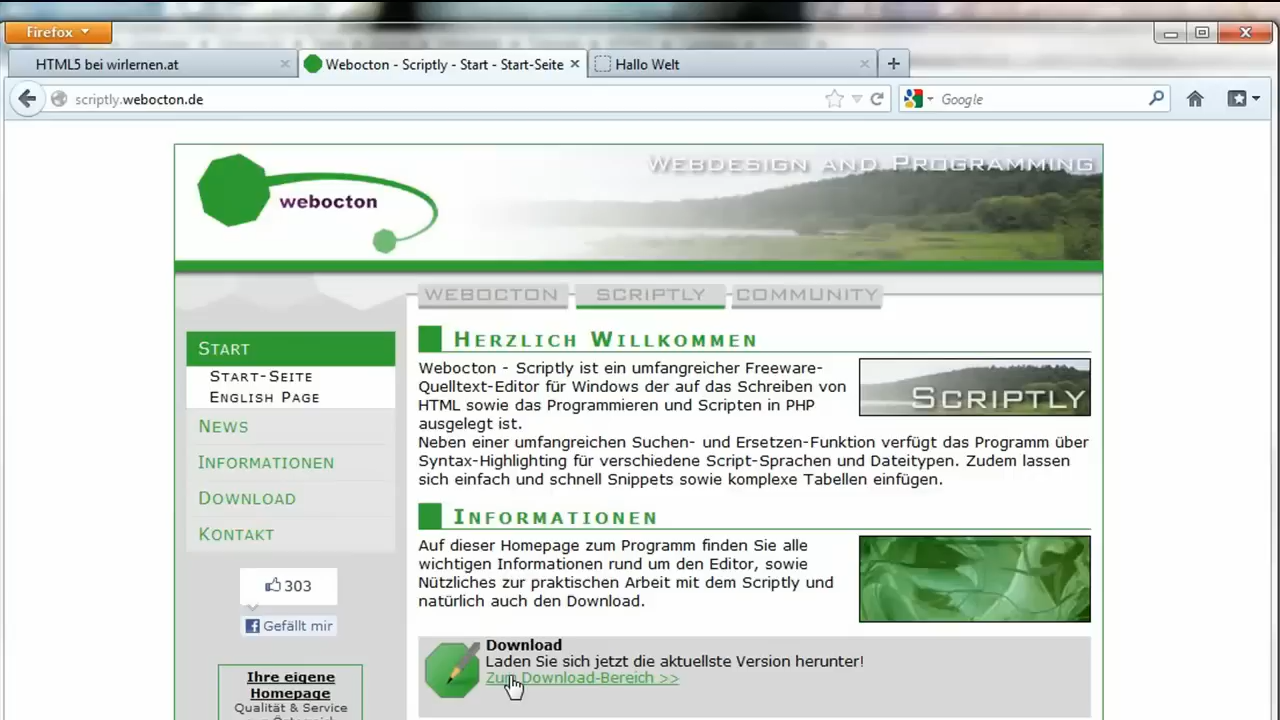 Firefox
HTML5 bei wirlernen.at
Webocton - Scriptly - Start - Start-Seite
Hallo Welt
scriptly.webocton.de
Google
WEBDESIGN AND PROGRAMMING
webocton
WEBOCTON
SCRIPTLY
COMMUNITY
START
START-SEITE
ENGLISH PAGE
NEWS
INFORMATIONEN
DOWNLOAD
KONTAKT
303
Gefällt mir
Ihre eigene
Homepage
Qualität & Service
HERZLICH WILLKOMMEN
Webocton - Scriptly ist ein umfangreicher Freeware-
Quelltext-Editor für Windows der auf das Schreiben von
HTML sowie das Programmieren und Scripten in PHP
ausgelegt ist.
Neben einer umfangreichen Suchen- und Ersetzen-Funktion verfügt das Programm über
Syntax-Highlighting für verschiedene Script-Sprachen und Dateitypen. Zudem lassen
sich einfach und schnell Snippets sowie komplexe Tabellen einfügen.
SCRIPTLY
INFORMATIONEN
Auf dieser Homepage zum Programm finden Sie alle
wichtigen Informationen rund um den Editor, sowie
Nützliches zur praktischen Arbeit mit dem Scriptly und
natürlich auch den Download.
Download
Laden Sie sich jetzt die aktuellste Version herunter!
Zum Download-Bereich >>